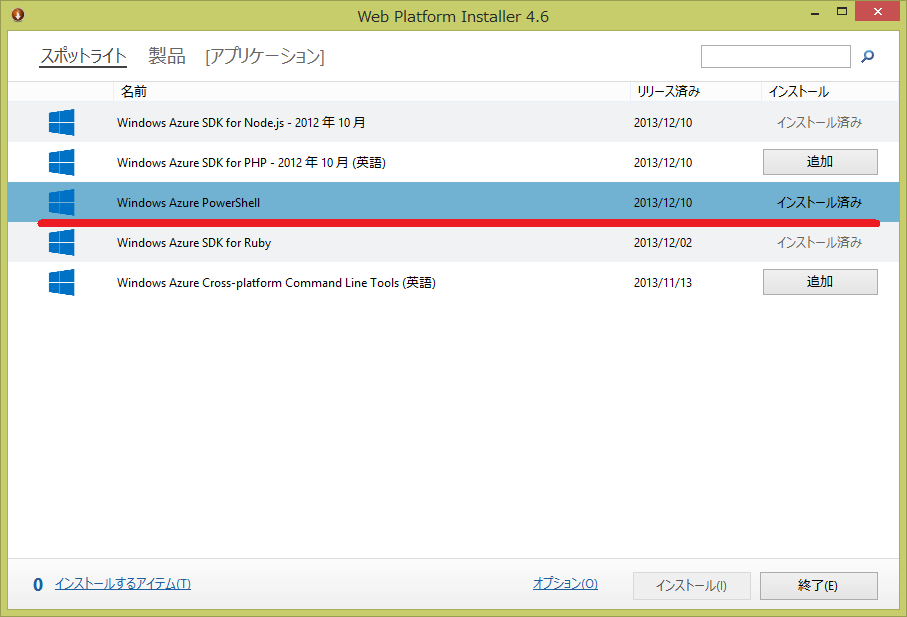 Web Platform Installer 4.6
スポットライト 製品 [アプリケーション]
名前 リリース済み インストール
Windows Azure SDK for Node.js - 2012 年 10 月 2013/12/10 インストール済み
Windows Azure SDK for PHP - 2012 年 10 月 (英語) 2013/12/10 追加
Windows Azure PowerShell 2013/12/10 インストール済み
Windows Azure SDK for Ruby 2013/12/02 インストール済み
Windows Azure Cross-platform Command Line Tools (英語) 2013/11/13 追加
0 インストールするアイテム(T) オプション(O) インストール(I) 終了(E)